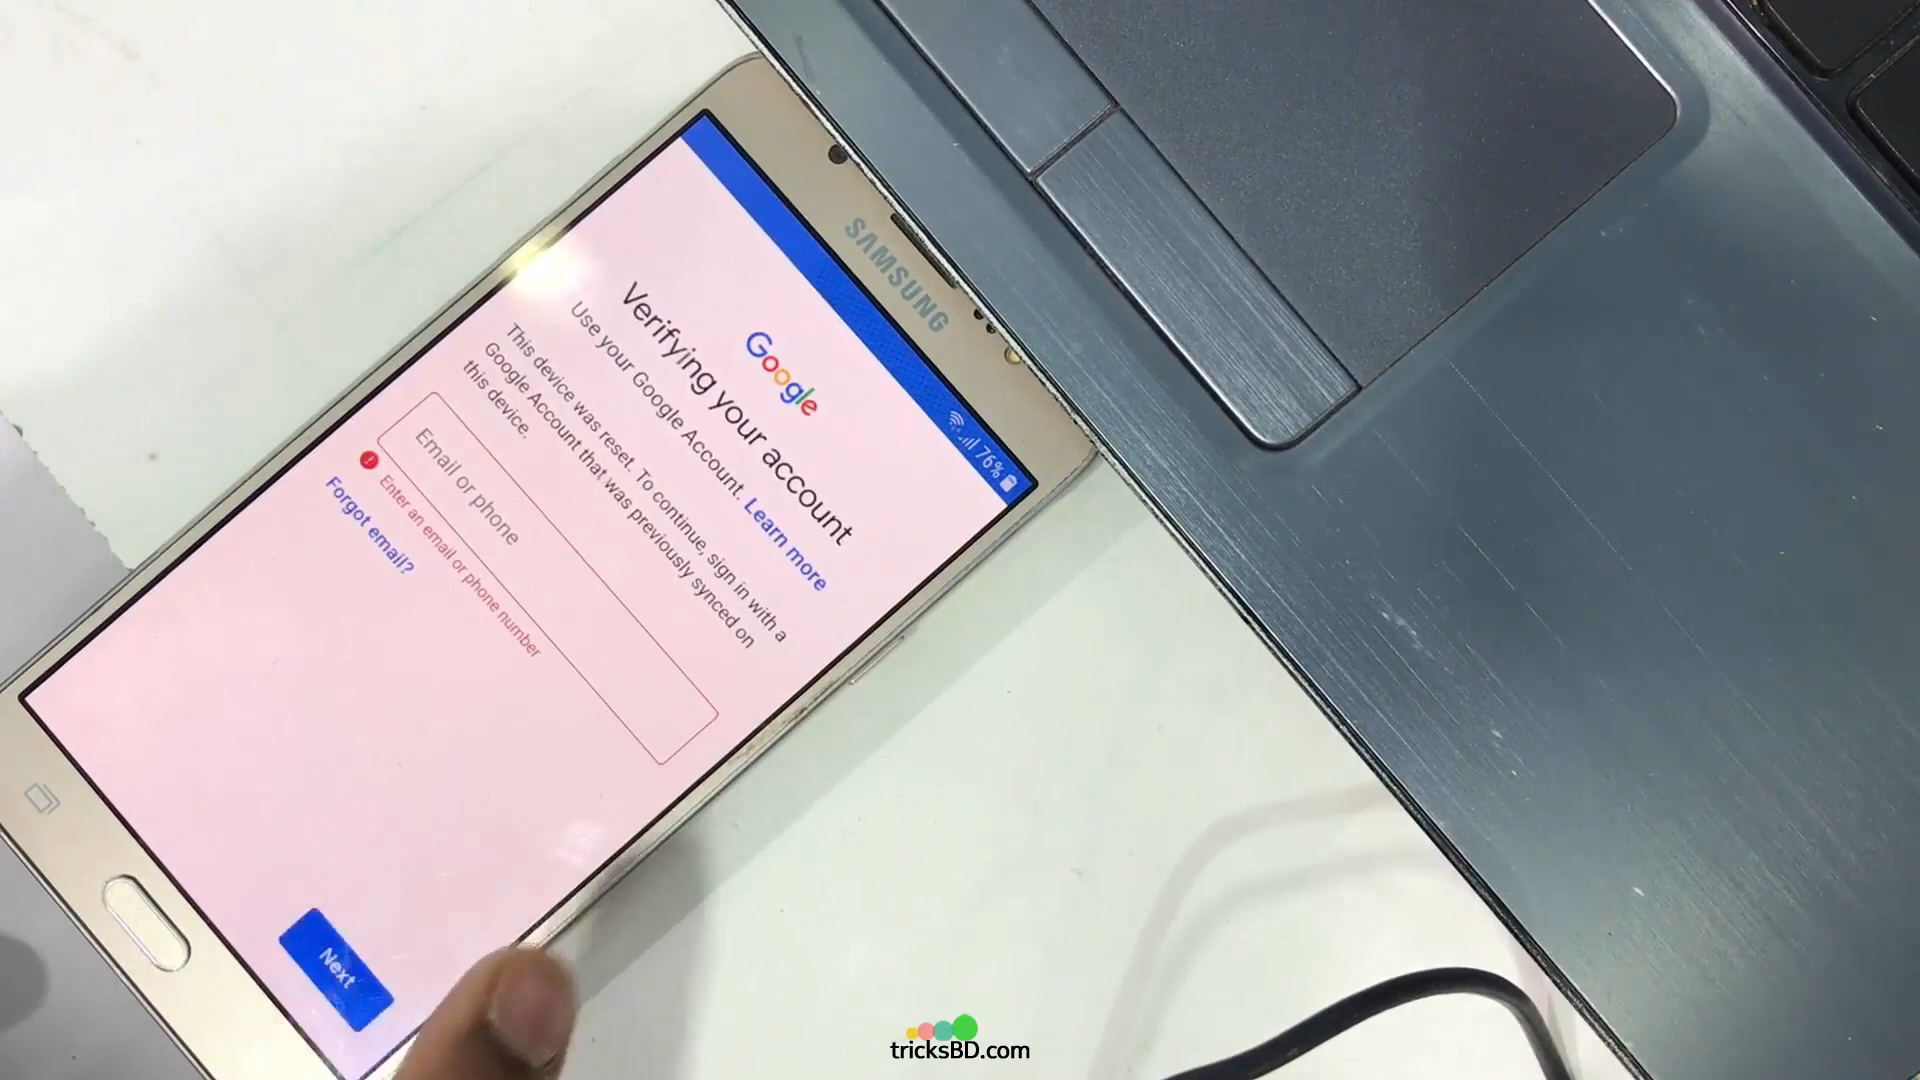 SAMSUNG
76%
Google
Verifying your account
Use your Google Account. Learn more
This device was reset. To continue, sign in with a
Google Account that was previously synced on
this device.
Email or phone
Enter an email or phone number
Forgot email?
Next
tricksBD.com